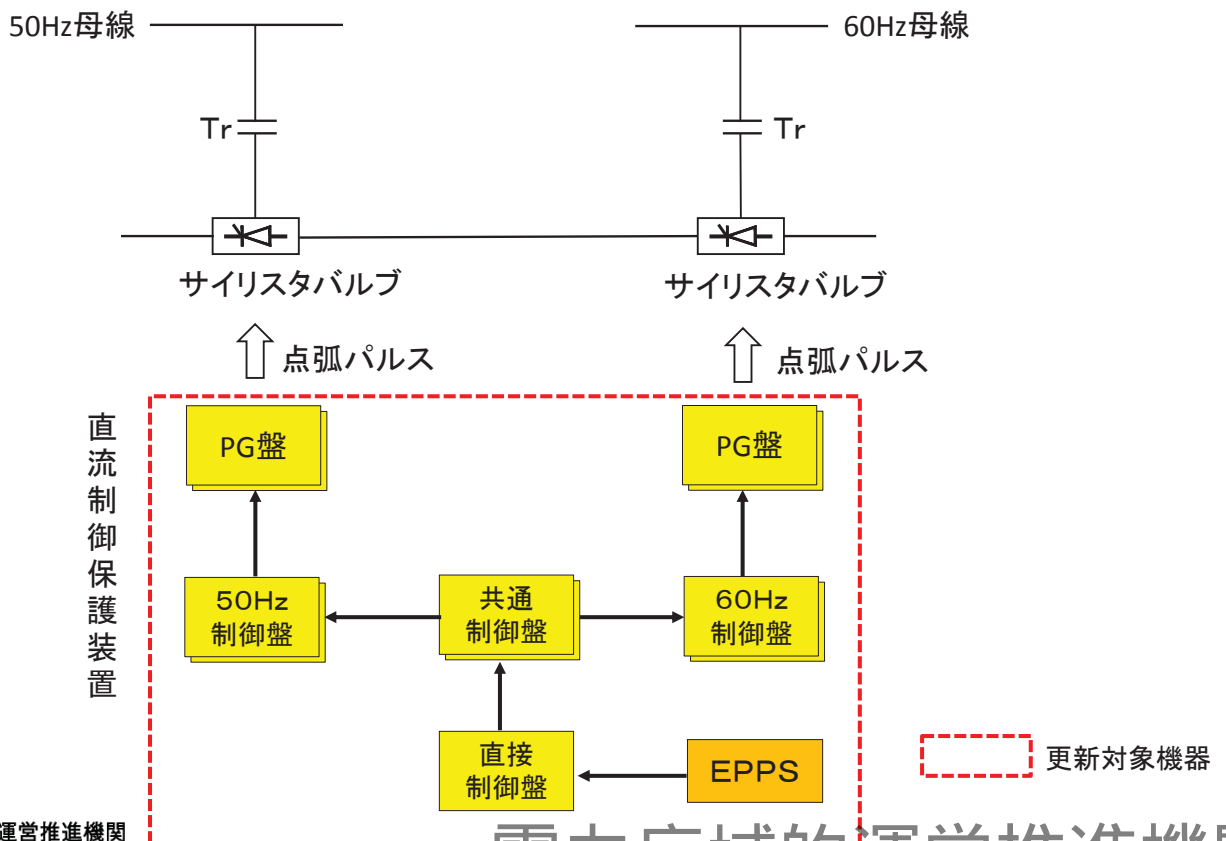 50Hz母線
60Hz母線
Tr
Tr
サイリスタバルブ
サイリスタバルブ
点弧パルス
点弧パルス
直流制御保護装置
PG盤
PG盤
50Hz
制御盤
共通
制御盤
60Hz
制御盤
直接
制御盤
EPPS
更新対象機器
運営推進機関